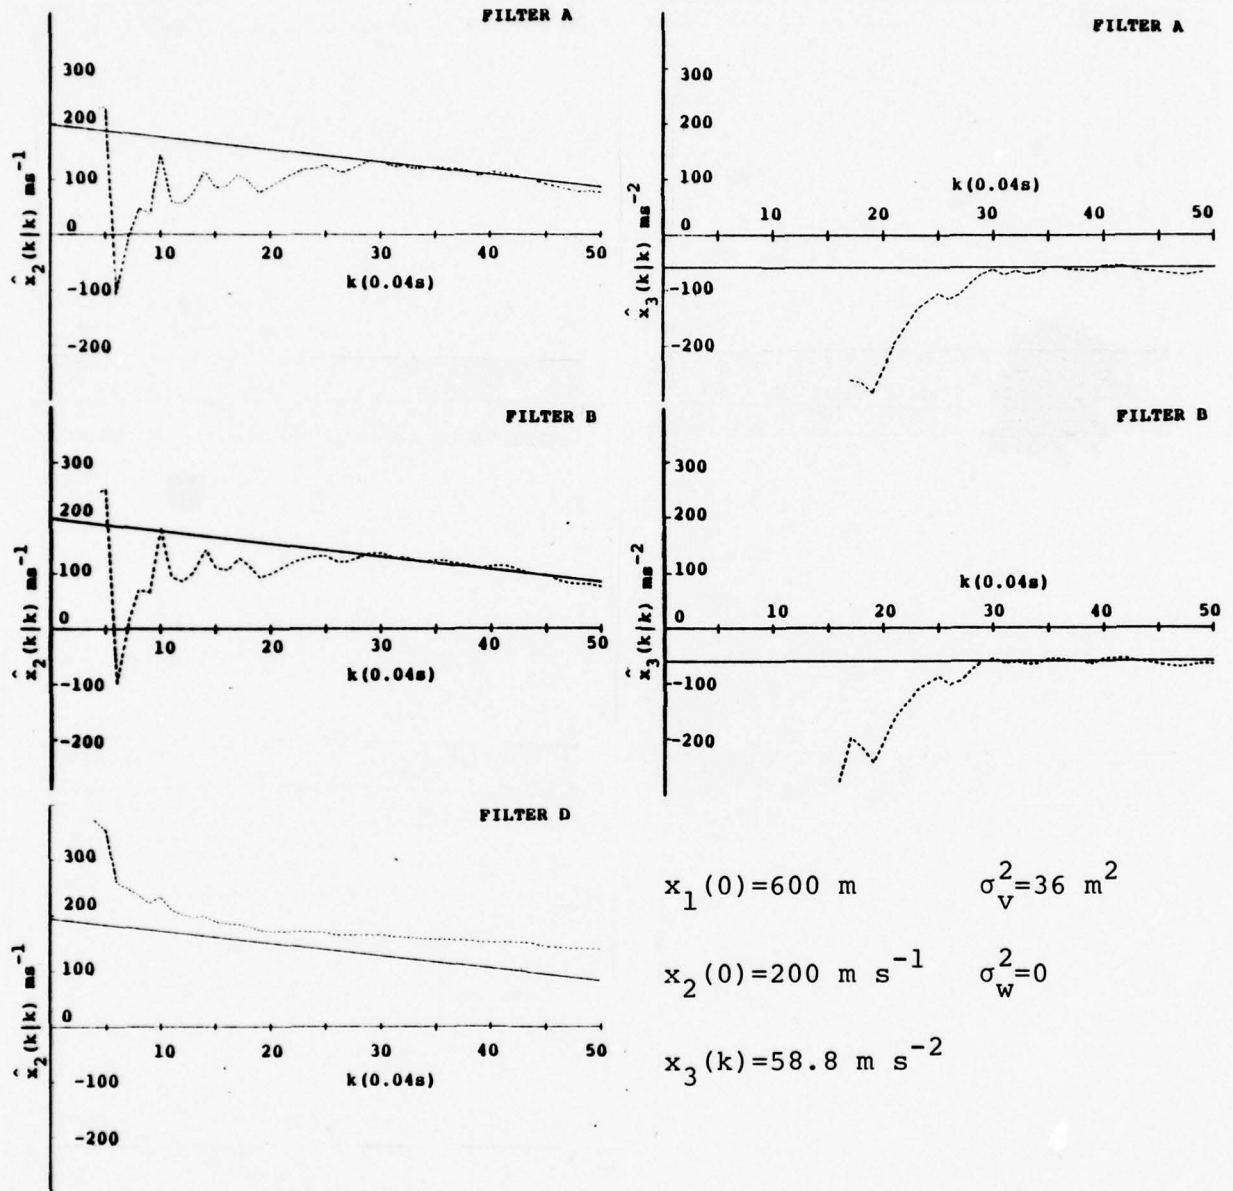 FILTER A
300
200
100
0
-100
-200
10 20 30 40 50
k(0.04s)
x̂₂(k|k) ms⁻¹
FILTER A
300
200
100
0
-100
-200
k(0.04s)
10 20 30 40 50
x̂₃(k|k) ms⁻²
FILTER B
300
200
100
0
-100
-200
10 20 30 40 50
k(0.04s)
x̂₂(k|k) ms⁻¹
FILTER B
300
200
100
0
-100
-200
k(0.04s)
10 20 30 40 50
x̂₃(k|k) ms⁻²
FILTER D
300
200
100
0
-100
-200
10 20 30 40 50
k(0.04s)
x̂₂(k|k) ms⁻¹
x₁(0)=600 m σᵥ²=36 m²
x₂(0)=200 m s⁻¹ σ_w²=0
x₃(k)=58.8 m s⁻²